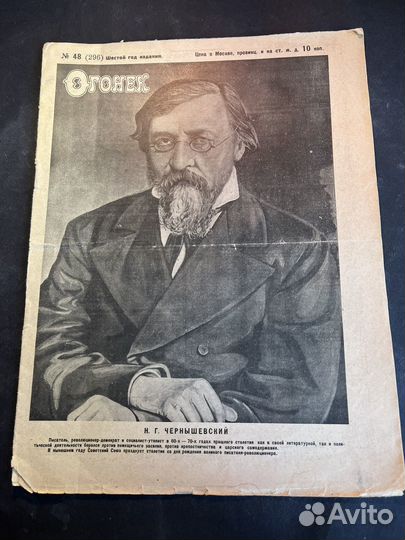 № 48 (296) Шестой год издания.
Цена в Москве, провинц. и на ст. ж. д. 10 коп.
Огонек
Н. Г. ЧЕРНЫШЕВСКИЙ
Писатель, революционер-демократ и социалист-утопист в 60-х — 70-х годах прошлого столетия как в своей литературной, так и поли-
тической деятельности боролся против помещичьего засилия, против крепостничества и царского самодержавия.
В нынешнем году Советский Союз празднует столетие со дня рождения великого писателя-революционера.
Avito